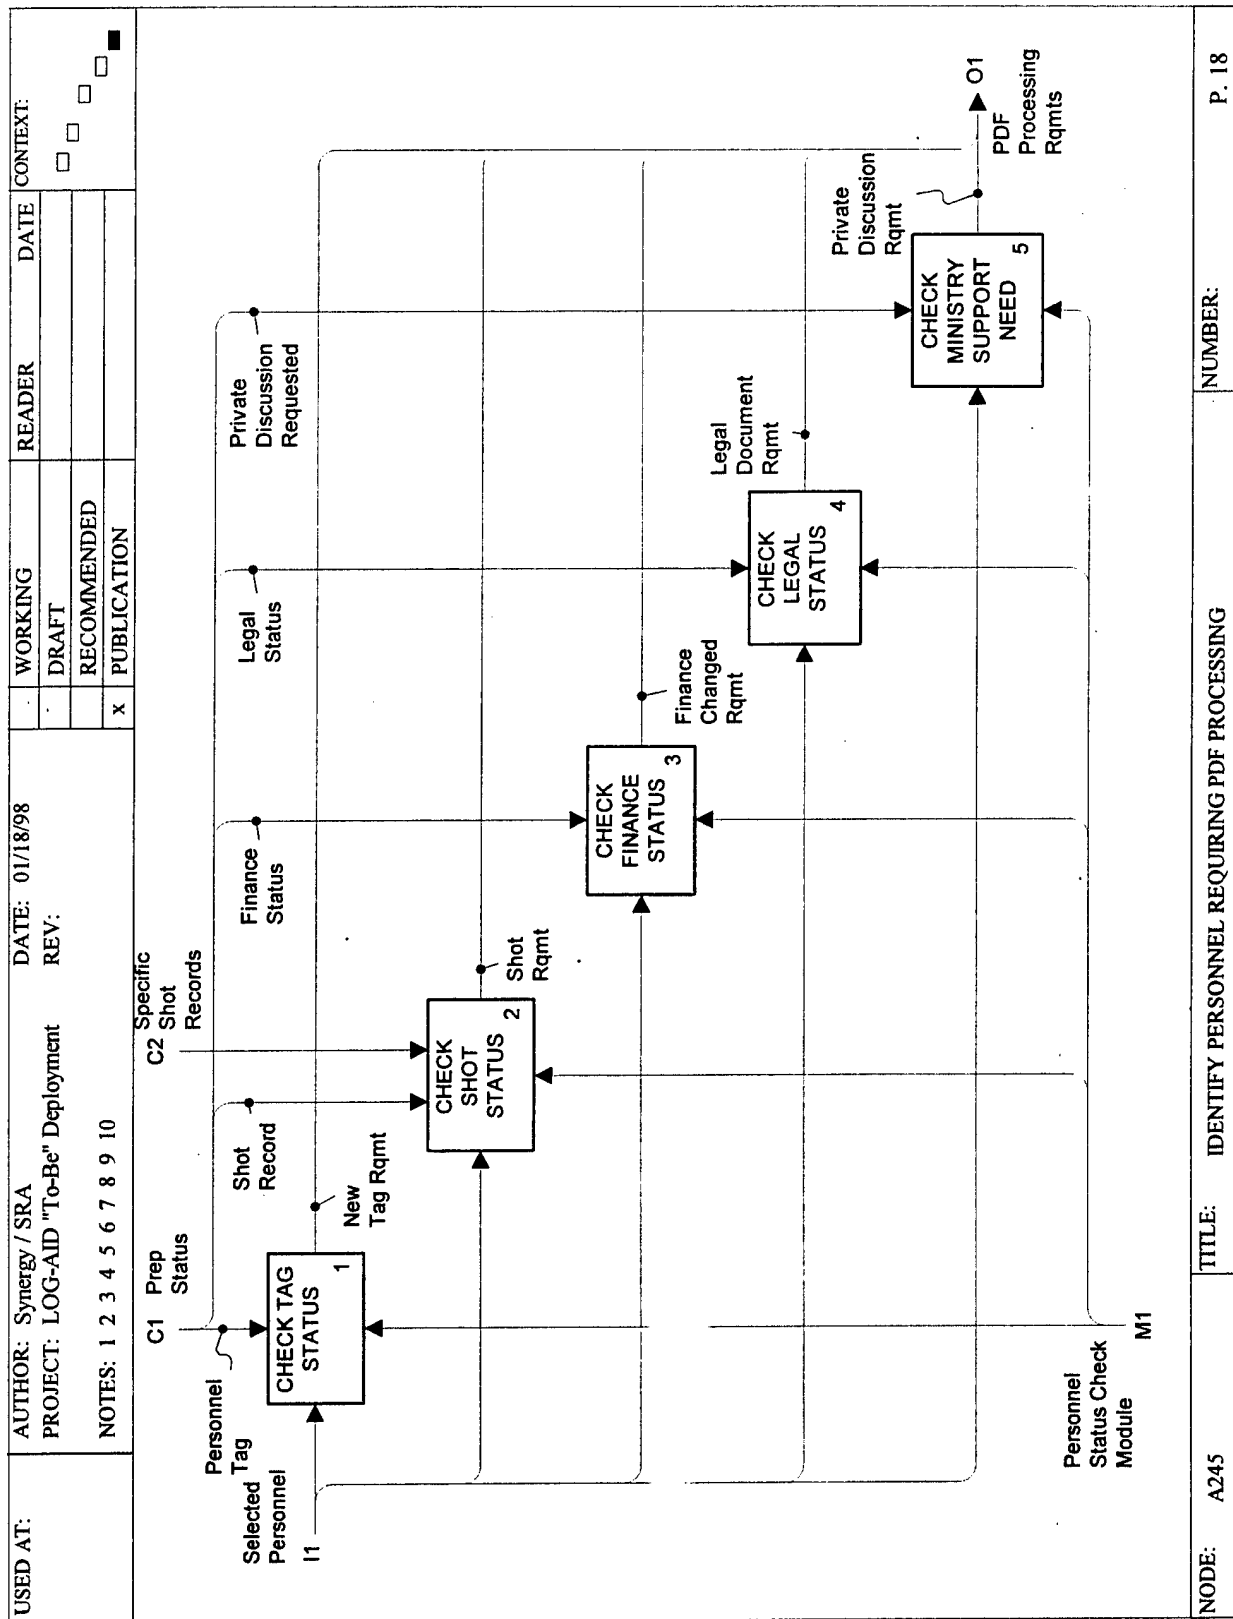 USED AT:
AUTHOR: Synergy / SRA
PROJECT: LOG-AID "To-Be" Deployment
NOTES: 1 2 3 4 5 6 7 8 9 10
DATE: 01/18/98
REV:
WORKING
DRAFT
RECOMMENDED
x PUBLICATION
READER DATE
CONTEXT:
C1
Prep
Status
C2
Specific
Shot
Records
Personnel
Tag
Shot
Record
Finance
Status
Legal
Status
Private
Discussion
Requested
Selected
Personnel
I1
CHECK TAG
STATUS
1
New
Tag Rqmt
CHECK
SHOT
STATUS
2
Shot
Rqmt
CHECK
FINANCE
STATUS
3
Finance
Changed
Rqmt
CHECK
LEGAL
STATUS
4
Legal
Document
Rqmt
CHECK
MINISTRY
SUPPORT
NEED
5
Private
Discussion
Rqmt
O1
PDF
Processing
Rqmts
Personnel
Status Check
Module
M1
NODE: A245
TITLE: IDENTIFY PERSONNEL REQUIRING PDF PROCESSING
NUMBER:
P. 18